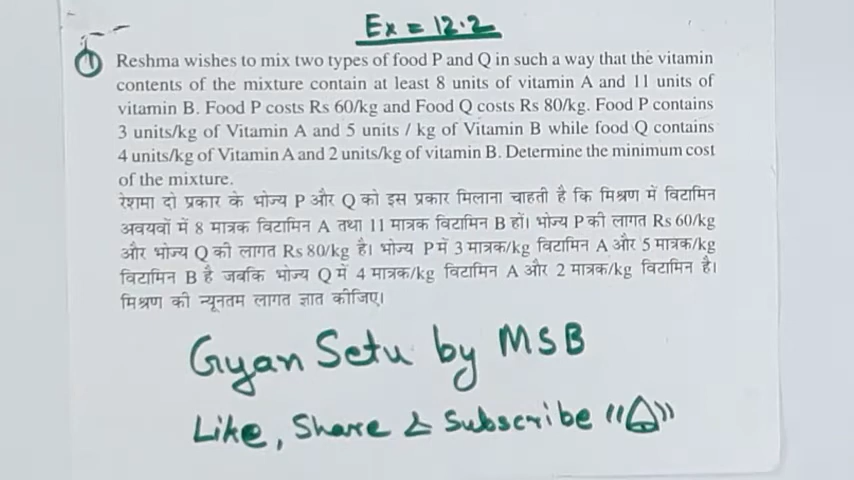 Ex = 12.2
1 Reshma wishes to mix two types of food P and Q in such a way that the vitamin
contents of the mixture contain at least 8 units of vitamin A and 11 units of
vitamin B. Food P costs Rs 60/kg and Food Q costs Rs 80/kg. Food P contains
3 units/kg of Vitamin A and 5 units / kg of Vitamin B while food Q contains
4 units/kg of Vitamin A and 2 units/kg of vitamin B. Determine the minimum cost
of the mixture.
रेशमा दो प्रकार के भोज्य P और Q को इस प्रकार मिलाना चाहती है कि मिश्रण में विटामिन
अवयवों में 8 मात्रक विटामिन A तथा 11 मात्रक विटामिन B हों। भोज्य P की लागत Rs 60/kg
और भोज्य Q की लागत Rs 80/kg है। भोज्य P में 3 मात्रक/kg विटामिन A और 5 मात्रक/kg
विटामिन B है जबकि भोज्य Q में 4 मात्रक/kg विटामिन A और 2 मात्रक/kg विटामिन है।
मिश्रण की न्यूनतम लागत ज्ञात कीजिए।
Gyan Setu by MSB
Like, Share & Subscribe